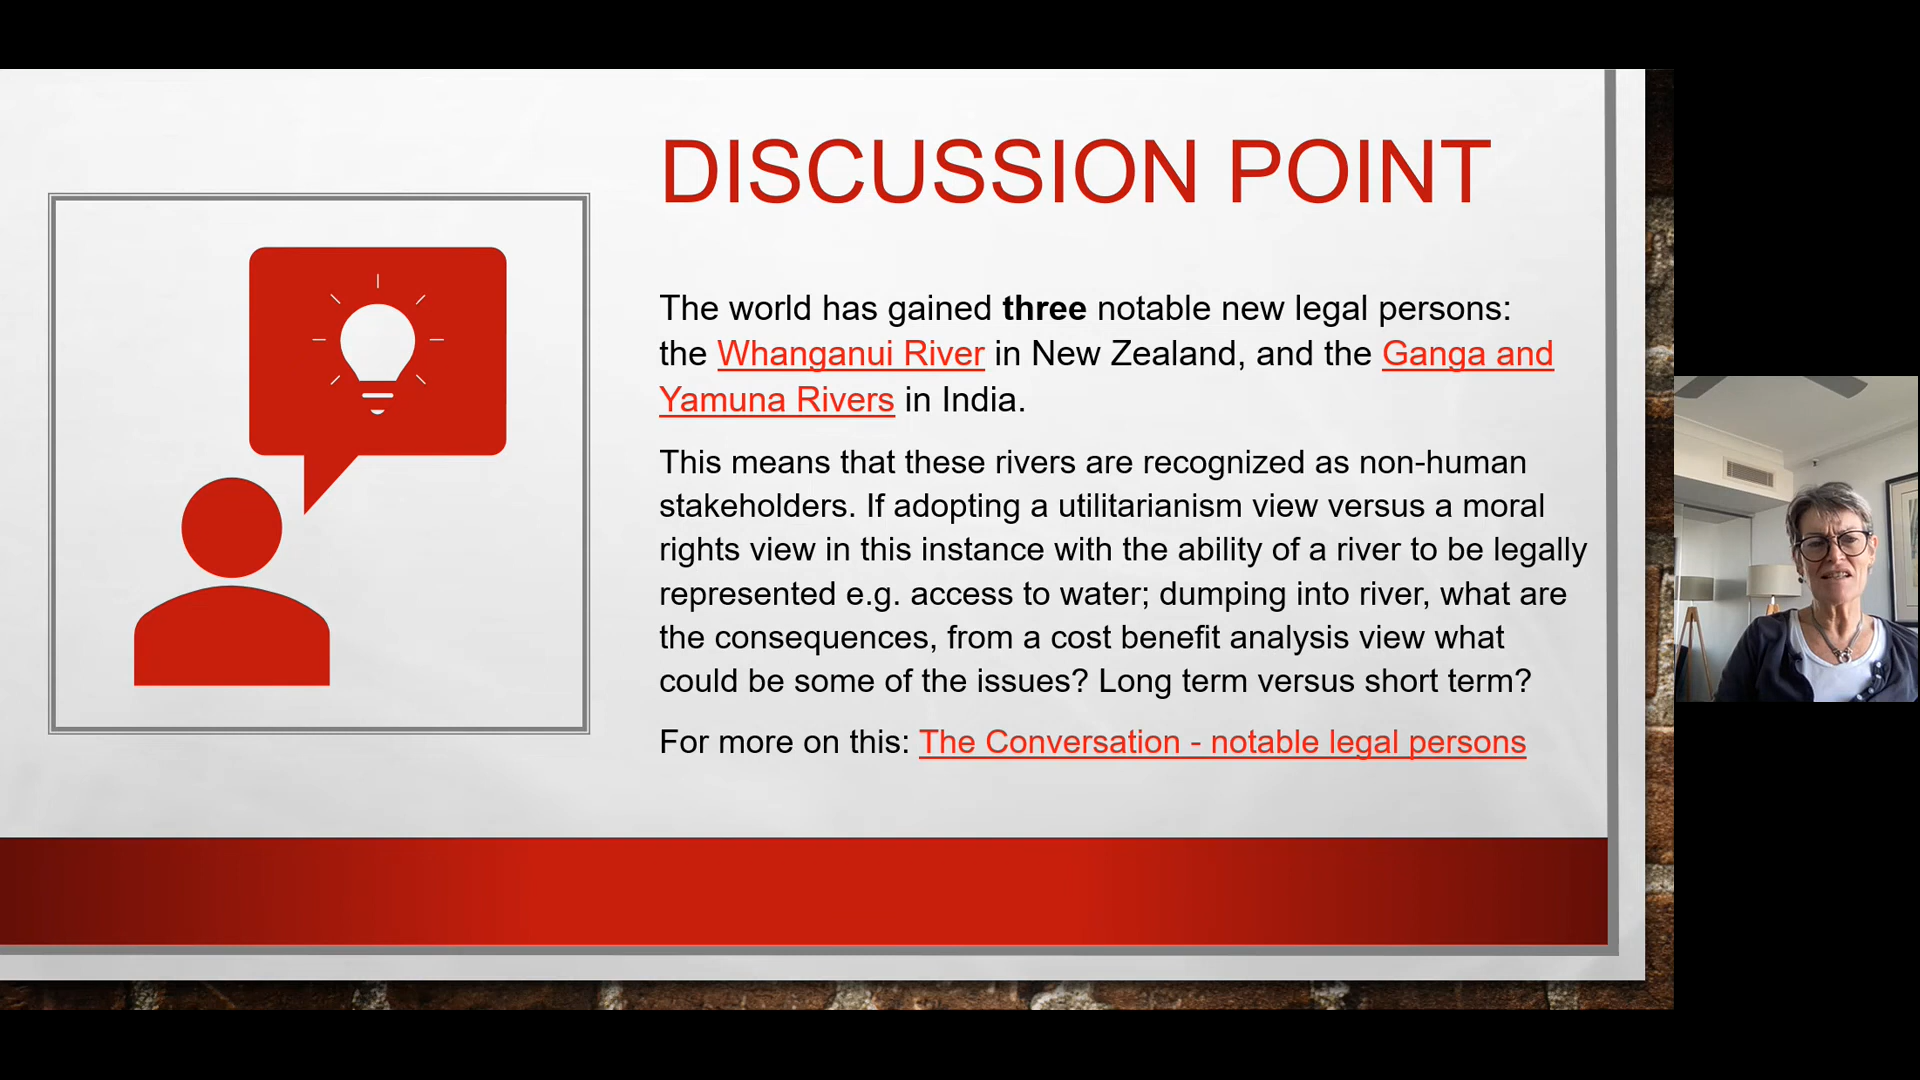 DISCUSSION POINT
The world has gained three notable new legal persons:
the Whanganui River in New Zealand, and the Ganga and
Yamuna Rivers in India.
This means that these rivers are recognized as non-human
stakeholders. If adopting a utilitarianism view versus a moral
rights view in this instance with the ability of a river to be legally
represented e.g. access to water; dumping into river, what are
the consequences, from a cost benefit analysis view what
could be some of the issues? Long term versus short term?
For more on this: The Conversation - notable legal persons